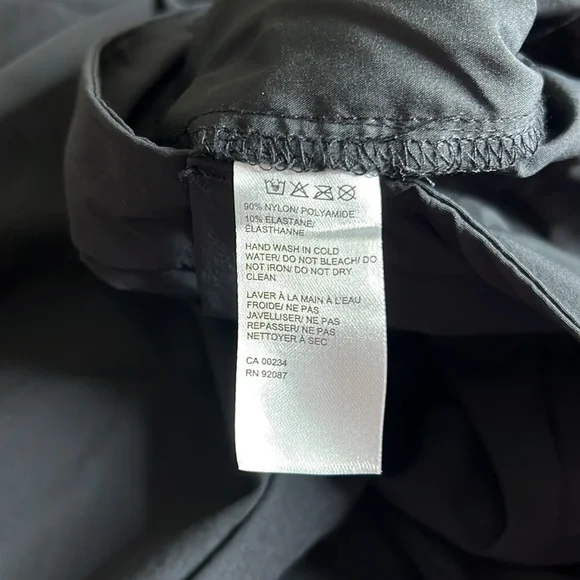 90% NYLON/ POLYAMIDE
10% ELASTANE/
ÉLASTHANNE
HAND WASH IN COLD
WATER/ DO NOT BLEACH/ DO
NOT IRON/ DO NOT DRY
CLEAN
LAVER À LA MAIN À L'EAU
FROIDE/ NE PAS
JAVELLISER/ NE PAS
REPASSER/ NE PAS
NETTOYER À SEC
CA 00234
RN 92087